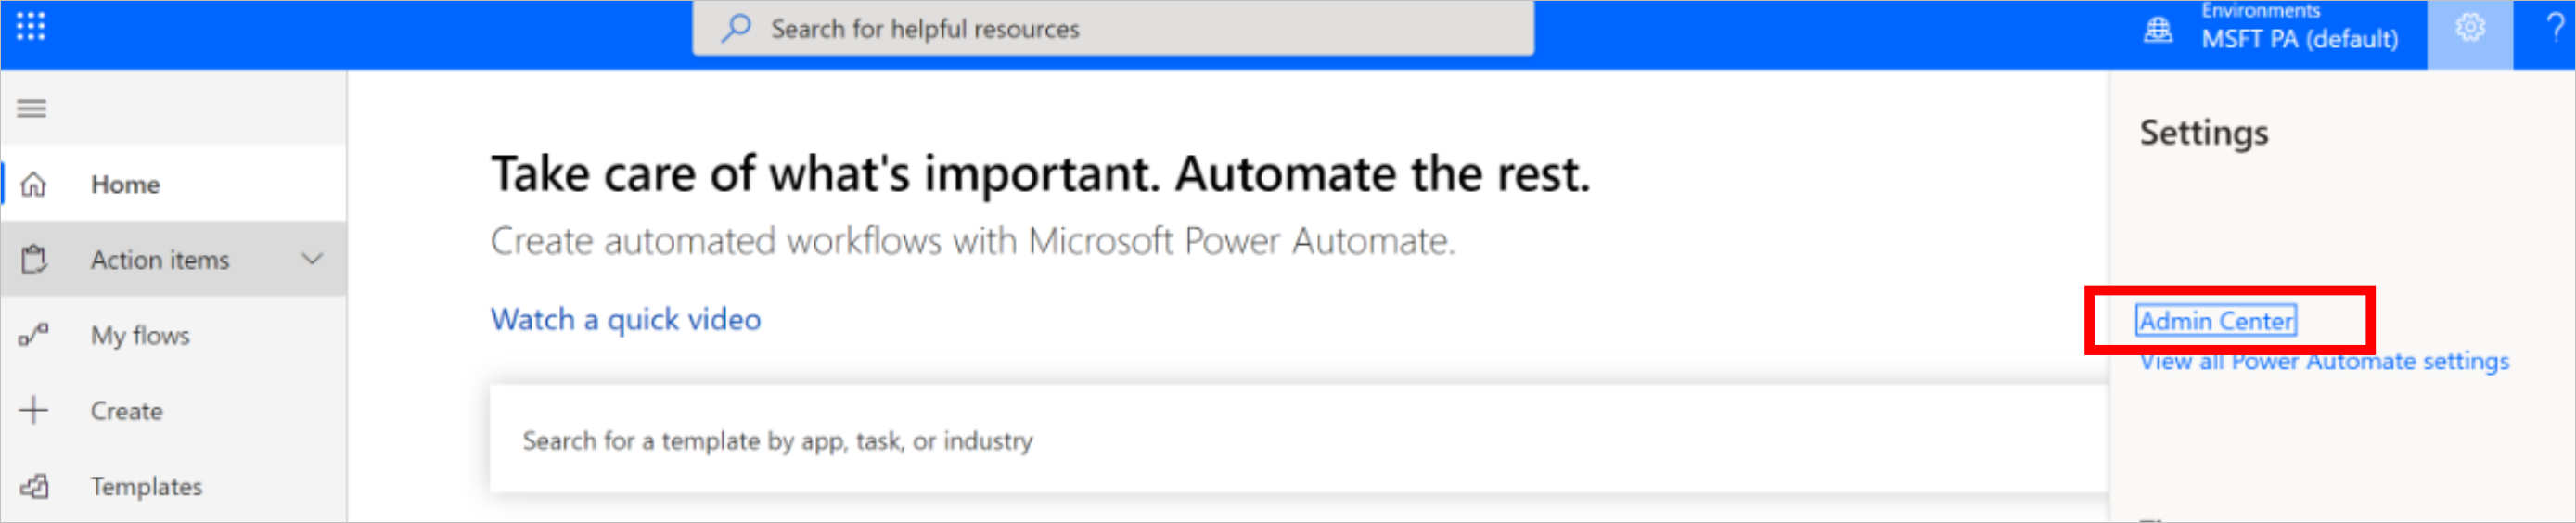 Search for helpful resources
Environments
MSFT PA (default)
?
Settings
Home
Action items
My flows
Create
Templates
Take care of what's important. Automate the rest.
Create automated workflows with Microsoft Power Automate.
Watch a quick video
Search for a template by app, task, or industry
Admin Center
View all Power Automate settings